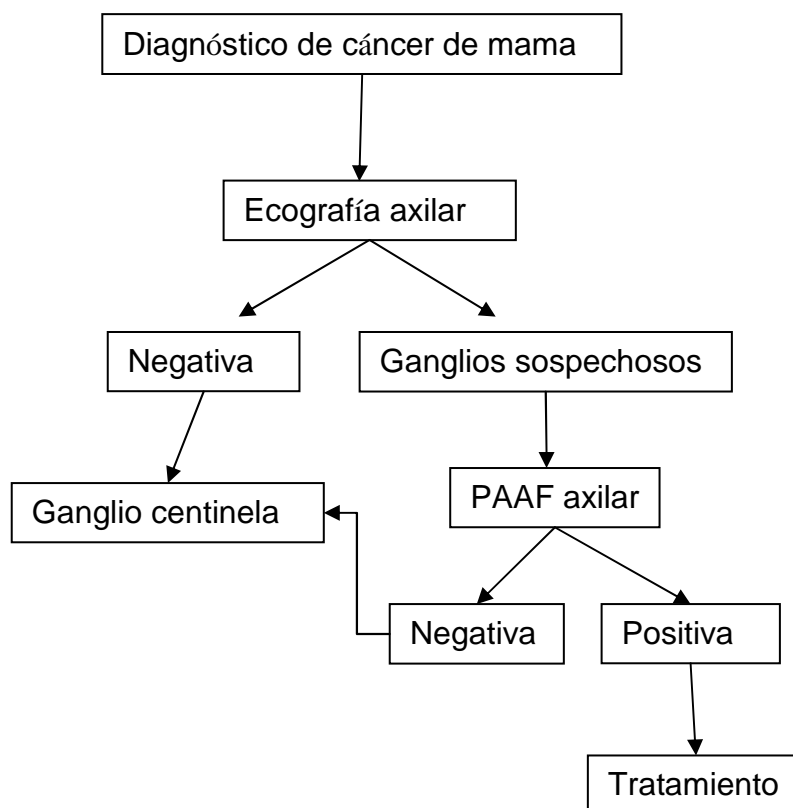 Diagnóstico de cáncer de mama
Ecografía axilar
Negativa
Ganglios sospechosos
Ganglio centinela
PAAF axilar
Negativa
Positiva
Tratamiento